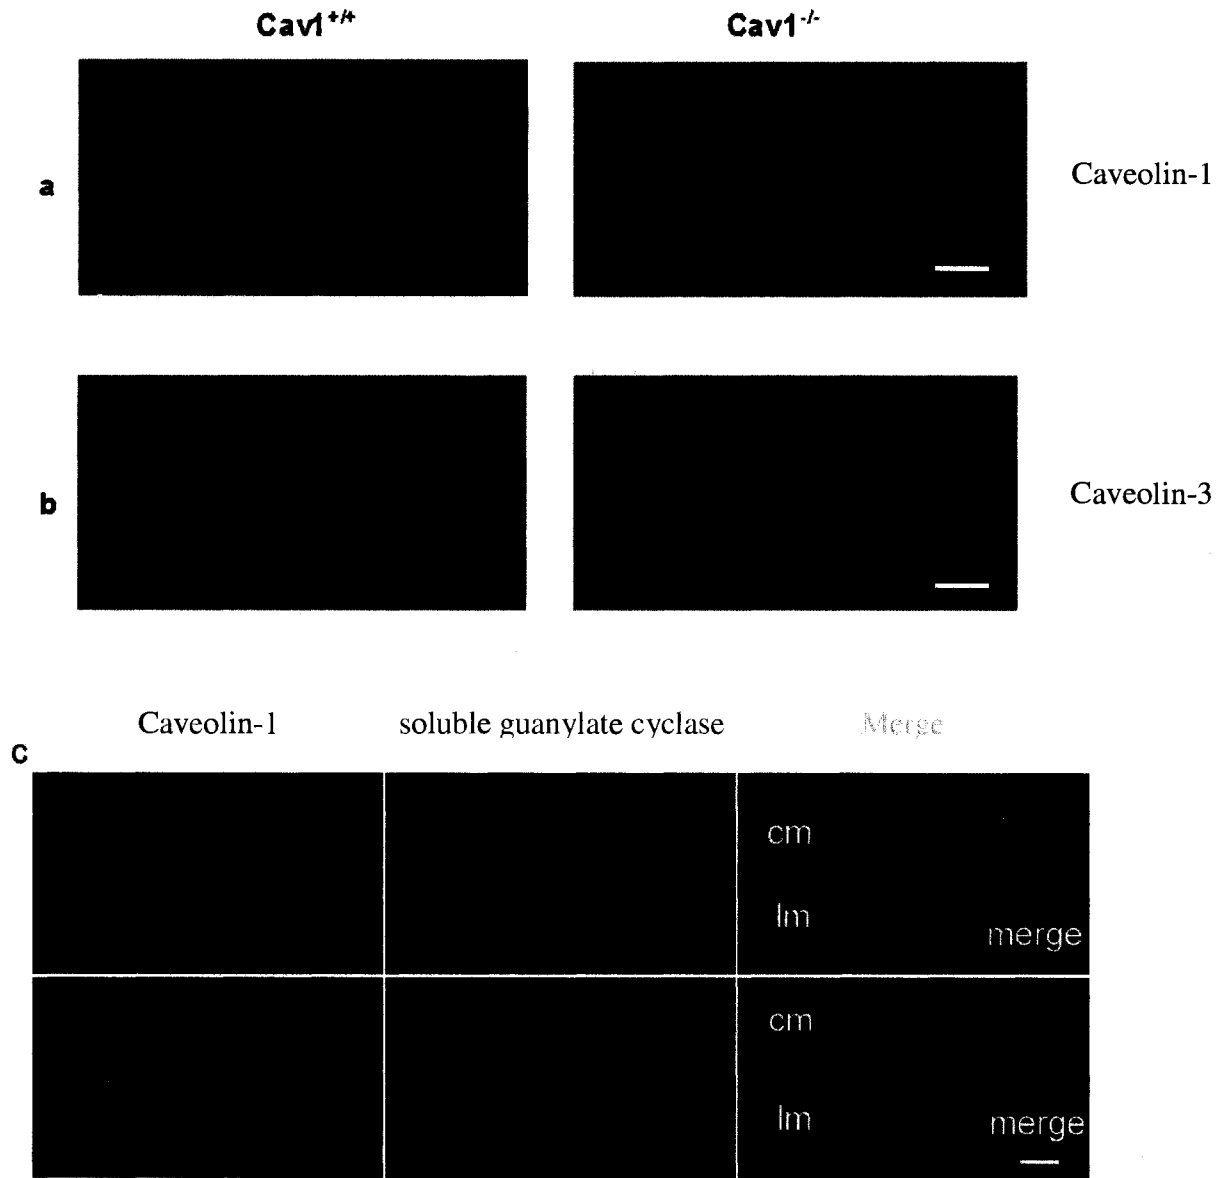 Cav1+/+ Cav1-/-
a Caveolin-1
b Caveolin-3
Caveolin-1 soluble guanylate cyclase Merge
c
cm
lm
merge
cm
lm
merge